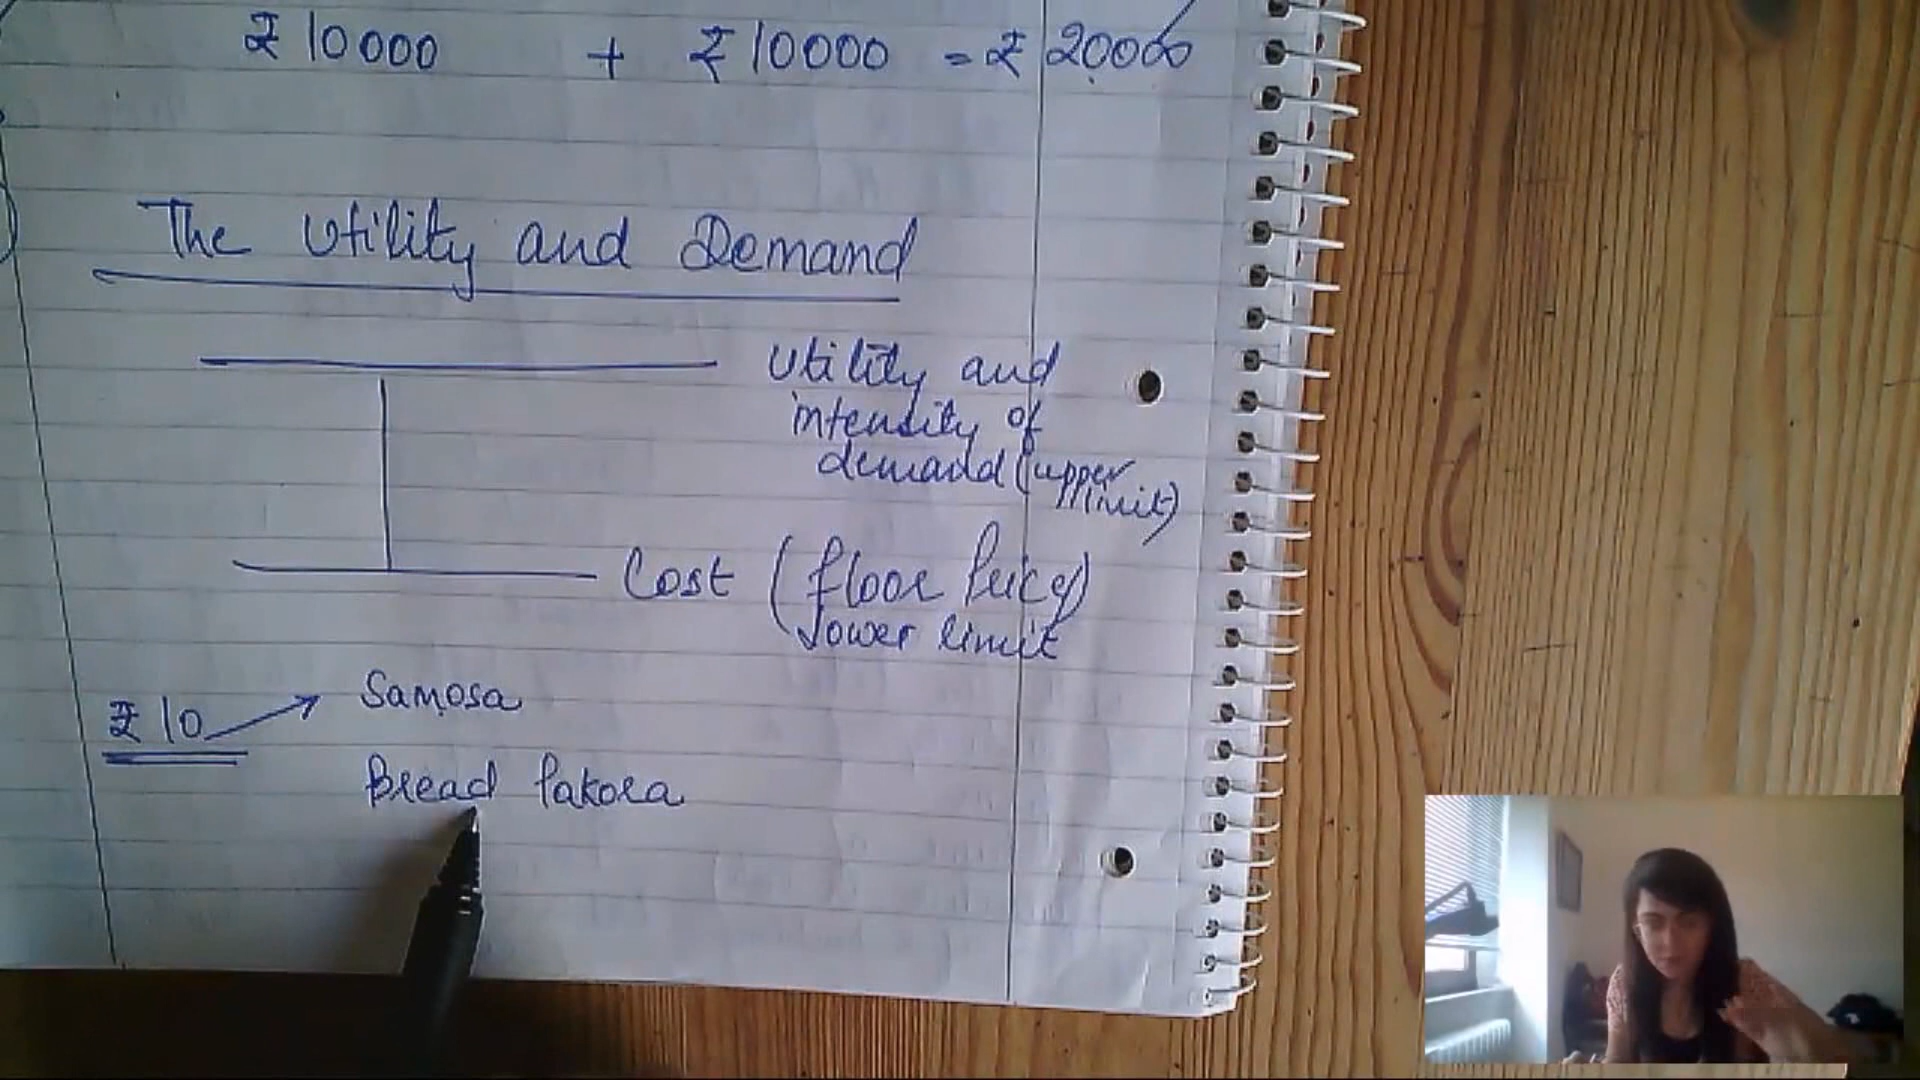 ₹ 10000 + ₹ 10000 = ₹ 20000
The Utility and Demand
Utility and
intensity of
demand (upper
limit)
Cost (floor Price)
lower limit
₹ 10 → Samosa
Bread Pakora